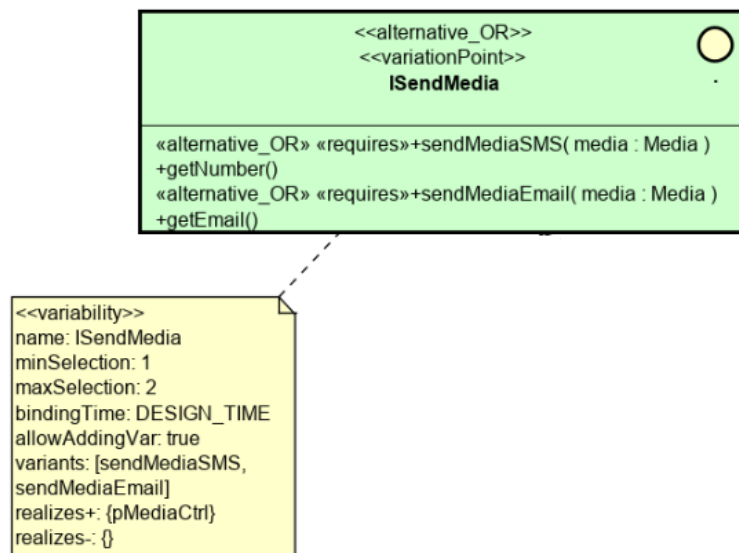 <<alternative_OR>>
<<variationPoint>>
ISendMedia
«alternative_OR» «requires»+sendMediaSMS( media : Media )
+getNumber()
«alternative_OR» «requires»+sendMediaEmail( media : Media )
+getEmail()
<<variability>>
name: ISendMedia
minSelection: 1
maxSelection: 2
bindingTime: DESIGN_TIME
allowAddingVar: true
variants: [sendMediaSMS,
sendMediaEmail]
realizes+: {pMediaCtrl}
realizes-: {}